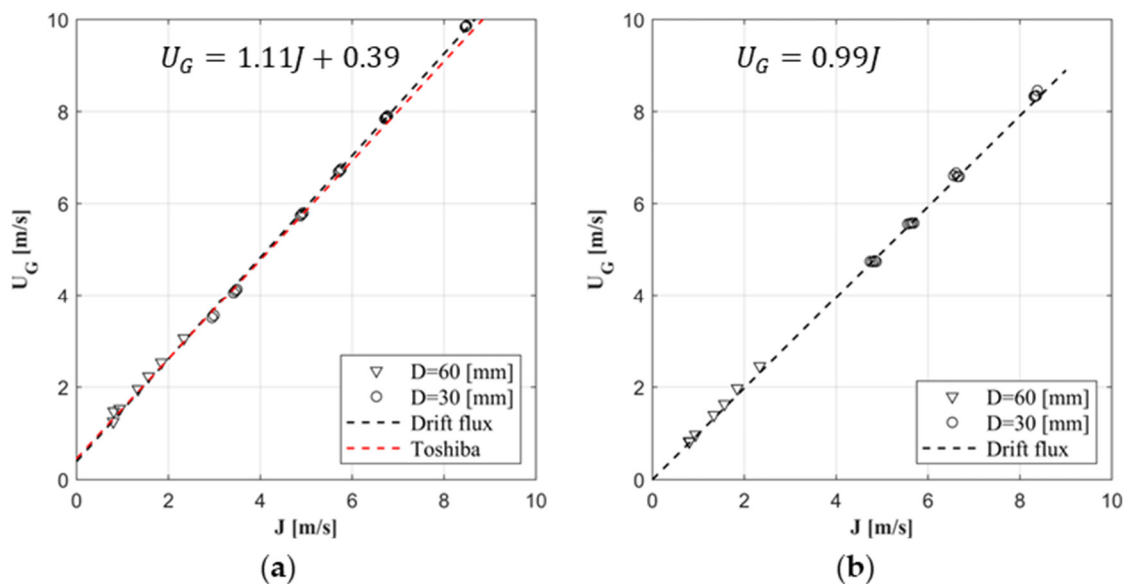 U_G = 1.11J + 0.39
10
8
6
4
2
0
U_G [m/s]
D=60 [mm]
D=30 [mm]
Drift flux
Toshiba
0 2 4 6 8 10
J [m/s]
(a)
U_G = 0.99J
10
8
6
4
2
0
U_G [m/s]
D=60 [mm]
D=30 [mm]
Drift flux
0 2 4 6 8 10
J [m/s]
(b)